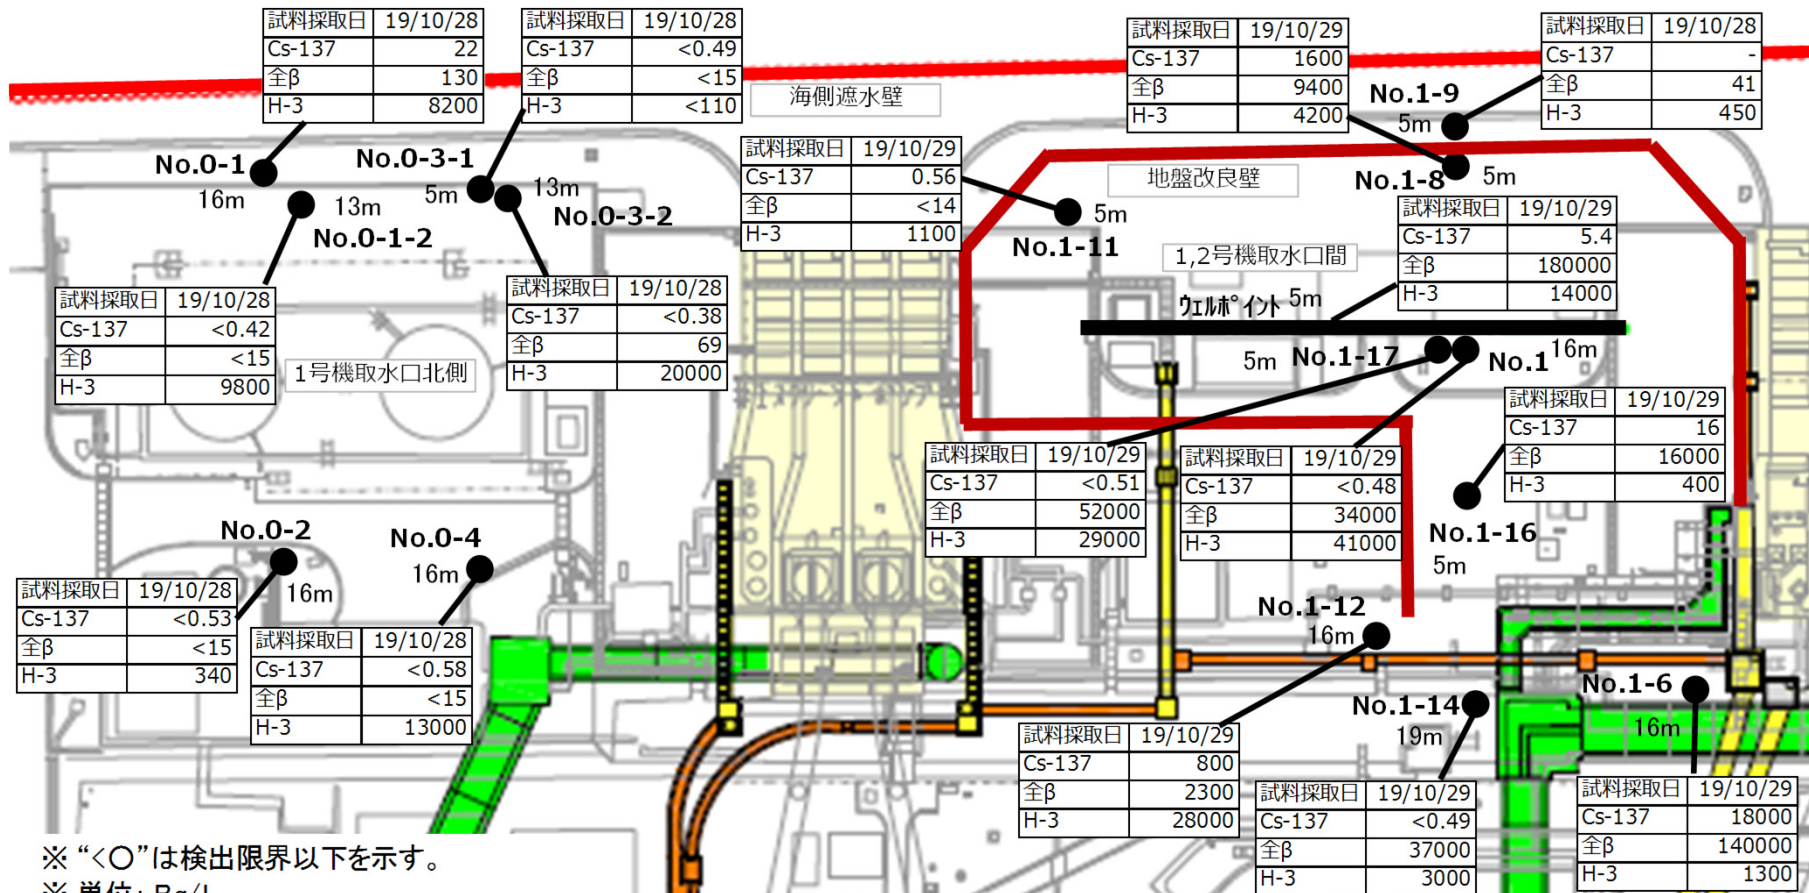 試料採取日 19/10/28
Cs-137 22
全β 130
H-3 8200
試料採取日 19/10/28
Cs-137 <0.49
全β <15
H-3 <110
海側遮水壁
試料採取日 19/10/29
Cs-137 1600
全β 9400
H-3 4200
試料採取日 19/10/28
Cs-137 -
全β 41
H-3 450
No.1-9
5m
No.0-1
16m
No.0-3-1
5m
13m
No.0-3-2
13m
No.0-1-2
試料採取日 19/10/29
Cs-137 0.56
全β <14
H-3 1100
5m
No.1-11
地盤改良壁
No.1-8 5m
試料採取日 19/10/29
Cs-137 5.4
全β 180000
H-3 14000
1,2号機取水口間
ウェルポイント 5m
試料採取日 19/10/28
Cs-137 <0.42
全β <15
H-3 9800
1号機取水口北側
試料採取日 19/10/28
Cs-137 <0.38
全β 69
H-3 20000
5m No.1-17
No.1 16m
試料採取日 19/10/29
Cs-137 16
全β 16000
H-3 400
試料採取日 19/10/29
Cs-137 <0.51
全β 52000
H-3 29000
試料採取日 19/10/29
Cs-137 <0.48
全β 34000
H-3 41000
No.1-16
5m
No.0-2
16m
No.0-4
16m
試料採取日 19/10/28
Cs-137 <0.53
全β <15
H-3 340
試料採取日 19/10/28
Cs-137 <0.58
全β <15
H-3 13000
No.1-12
16m
No.1-14
19m
No.1-6
16m
試料採取日 19/10/29
Cs-137 800
全β 2300
H-3 28000
試料採取日 19/10/29
Cs-137 <0.49
全β 37000
H-3 3000
試料採取日 19/10/29
Cs-137 18000
全β 140000
H-3 1300
※ “<○”は検出限界以下を示す。
※ 単位: Bq/L